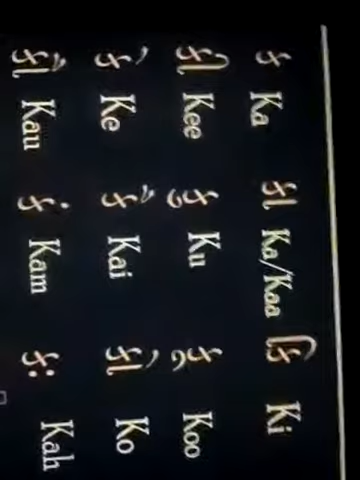 ક Ka કા Ka/Kaa કિ Ki
કી Kee કુ Ku કૂ Koo
કે Ke કૈ Kai કો Ko
કૌ Kau કં Kam કઃ Kah